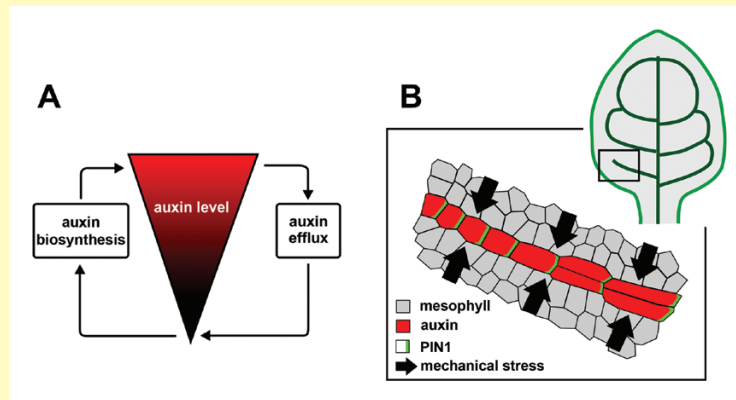 A
auxin level
auxin
biosynthesis
auxin
efflux
B
mesophyll
auxin
PIN1
mechanical stress